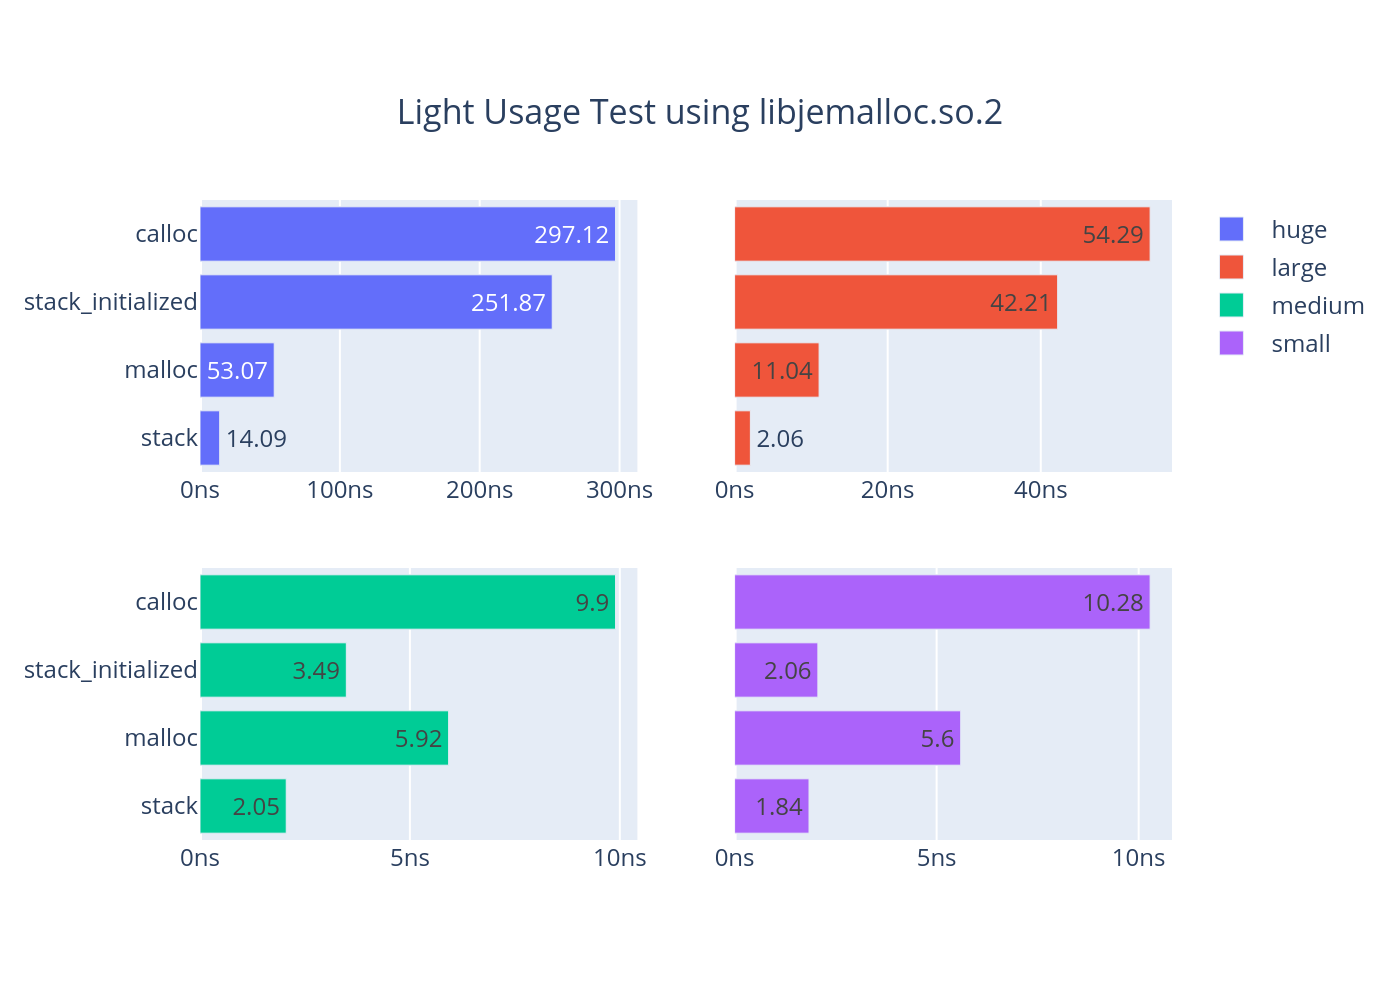 Light Usage Test using libjemalloc.so.2
calloc 297.12
stack_initialized 251.87
malloc 53.07
stack 14.09
0ns 100ns 200ns 300ns
54.29
42.21
11.04
2.06
0ns 20ns 40ns
huge
large
medium
small
calloc 9.9
stack_initialized 3.49
malloc 5.92
stack 2.05
0ns 5ns 10ns
10.28
2.06
5.6
1.84
0ns 5ns 10ns